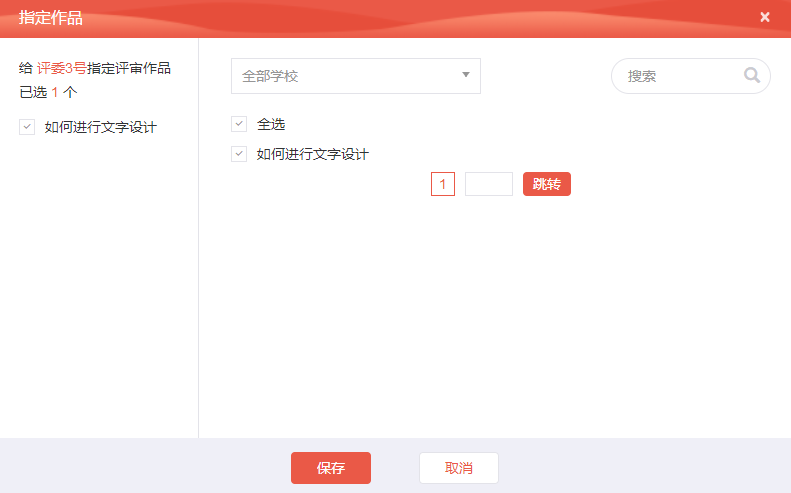 指定作品
给 评委3号指定评审作品
已选 1 个
如何进行文字设计
全部学校
搜索
全选
如何进行文字设计
1
跳转
保存
取消